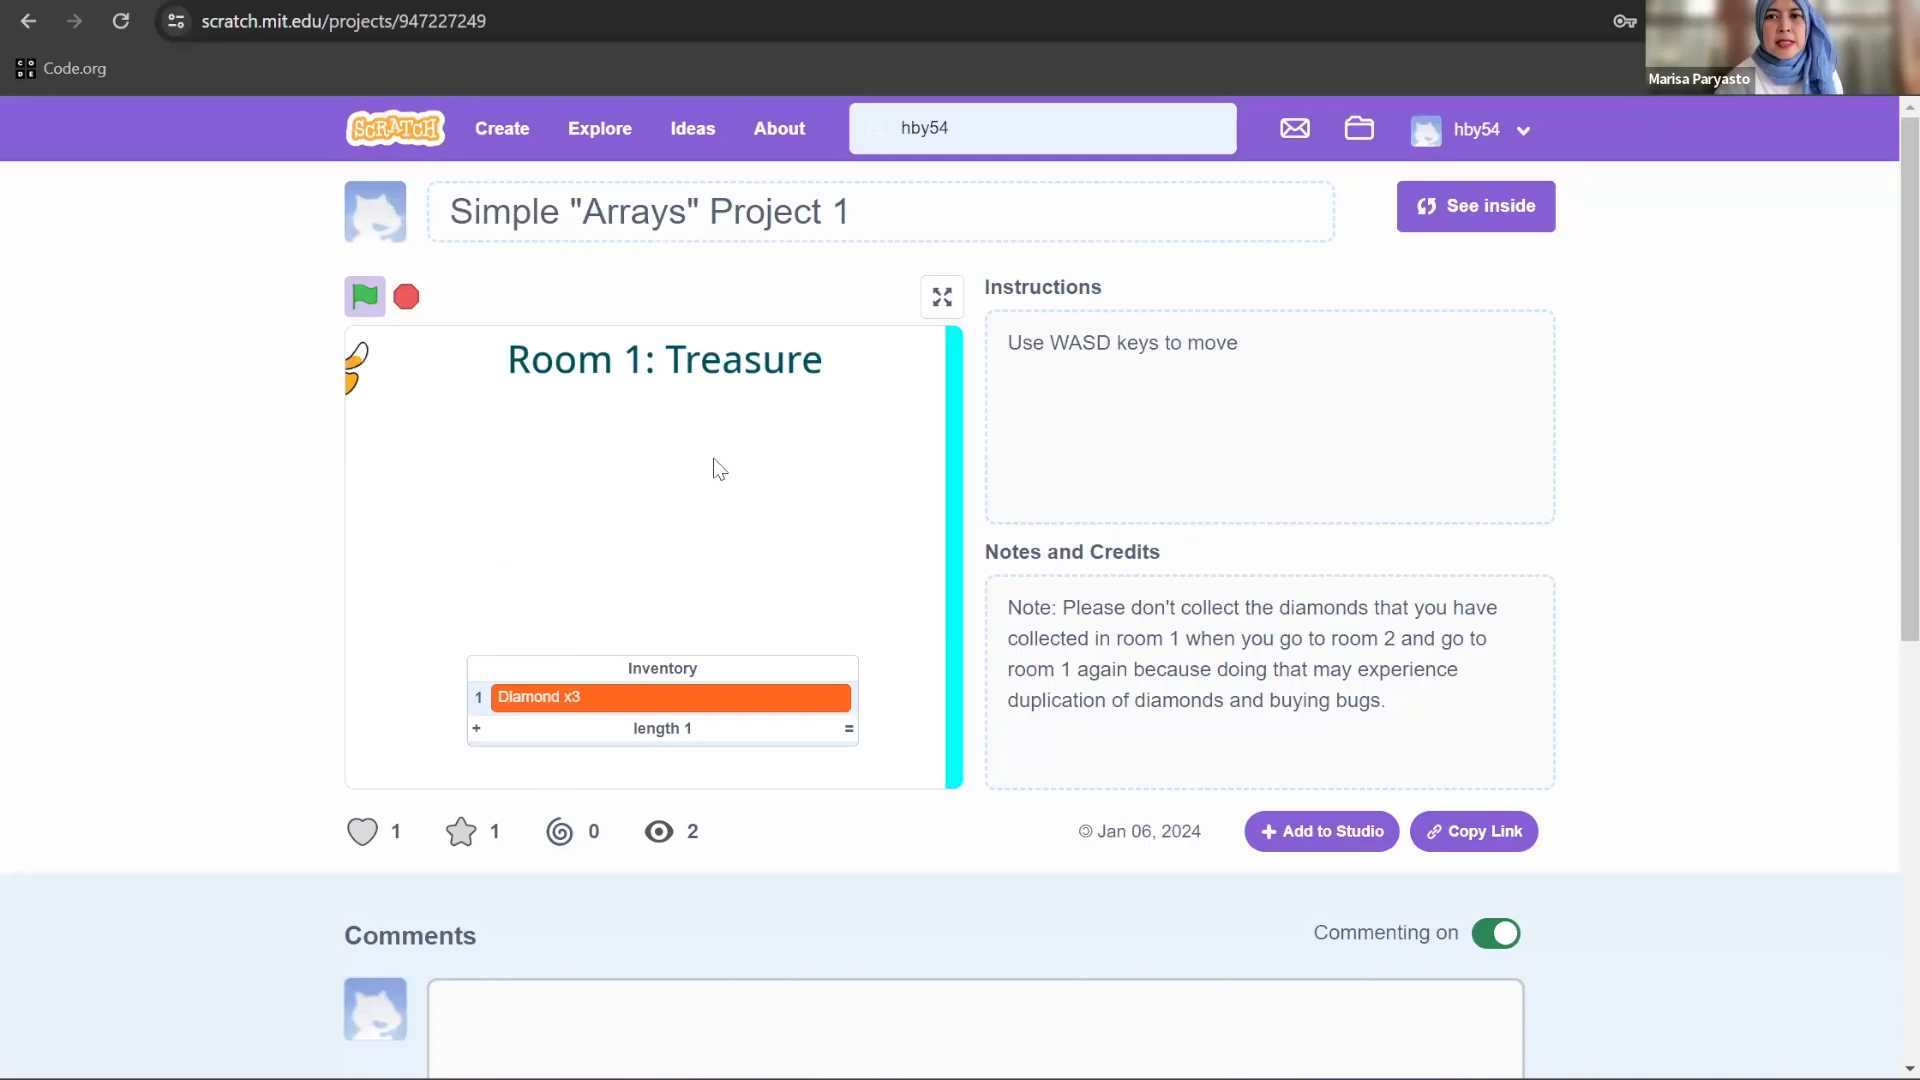 scratch.mit.edu/projects/947227249
Code.org
Marisa Paryasto
SCRATCH
Create
Explore
Ideas
About
hby54
hby54
Simple "Arrays" Project 1
See inside
Instructions
Use WASD keys to move
Room 1: Treasure
Inventory
1 Diamond x3
+ length 1 =
Notes and Credits
Note: Please don't collect the diamonds that you have
collected in room 1 when you go to room 2 and go to
room 1 again because doing that may experience
duplication of diamonds and buying bugs.
1
1
0
2
© Jan 06, 2024
Add to Studio
Copy Link
Comments
Commenting on